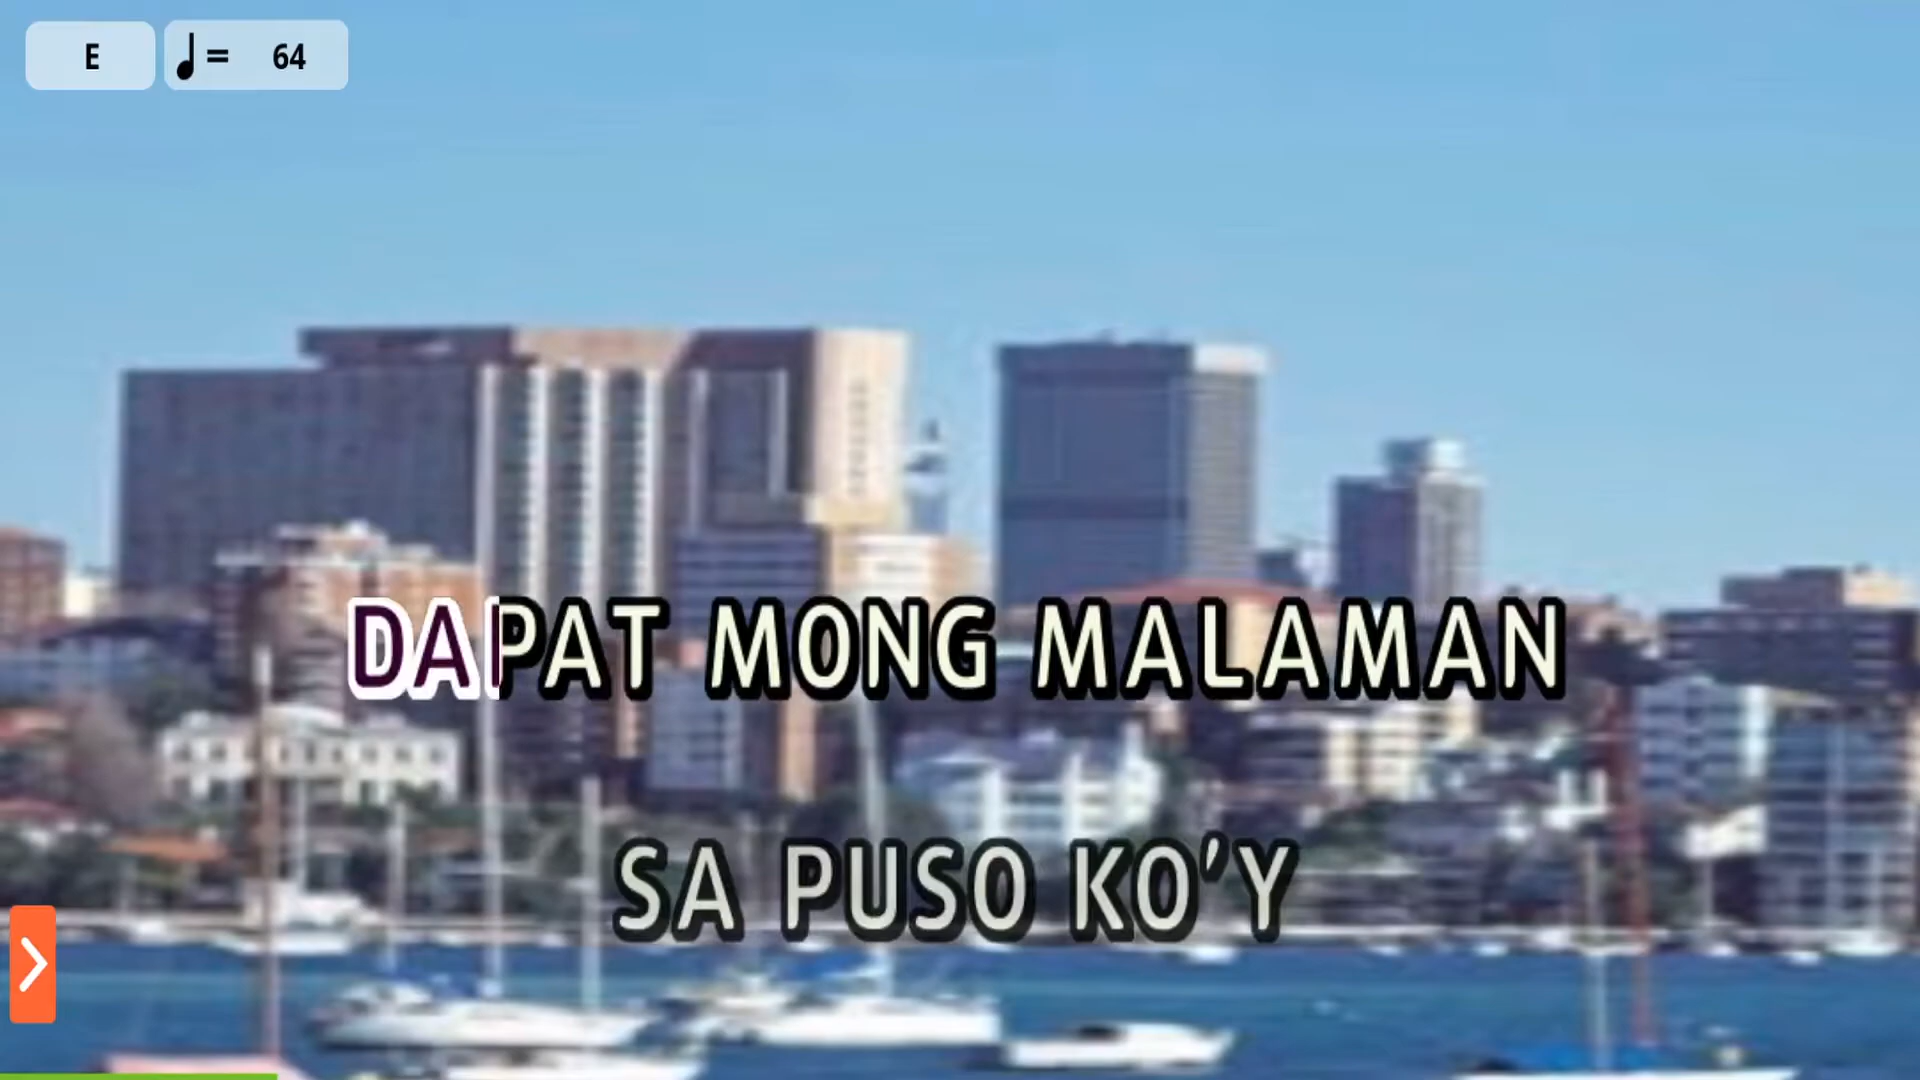 E ♩= 64
DAPAT MONG MALAMAN
SA PUSO KO'Y